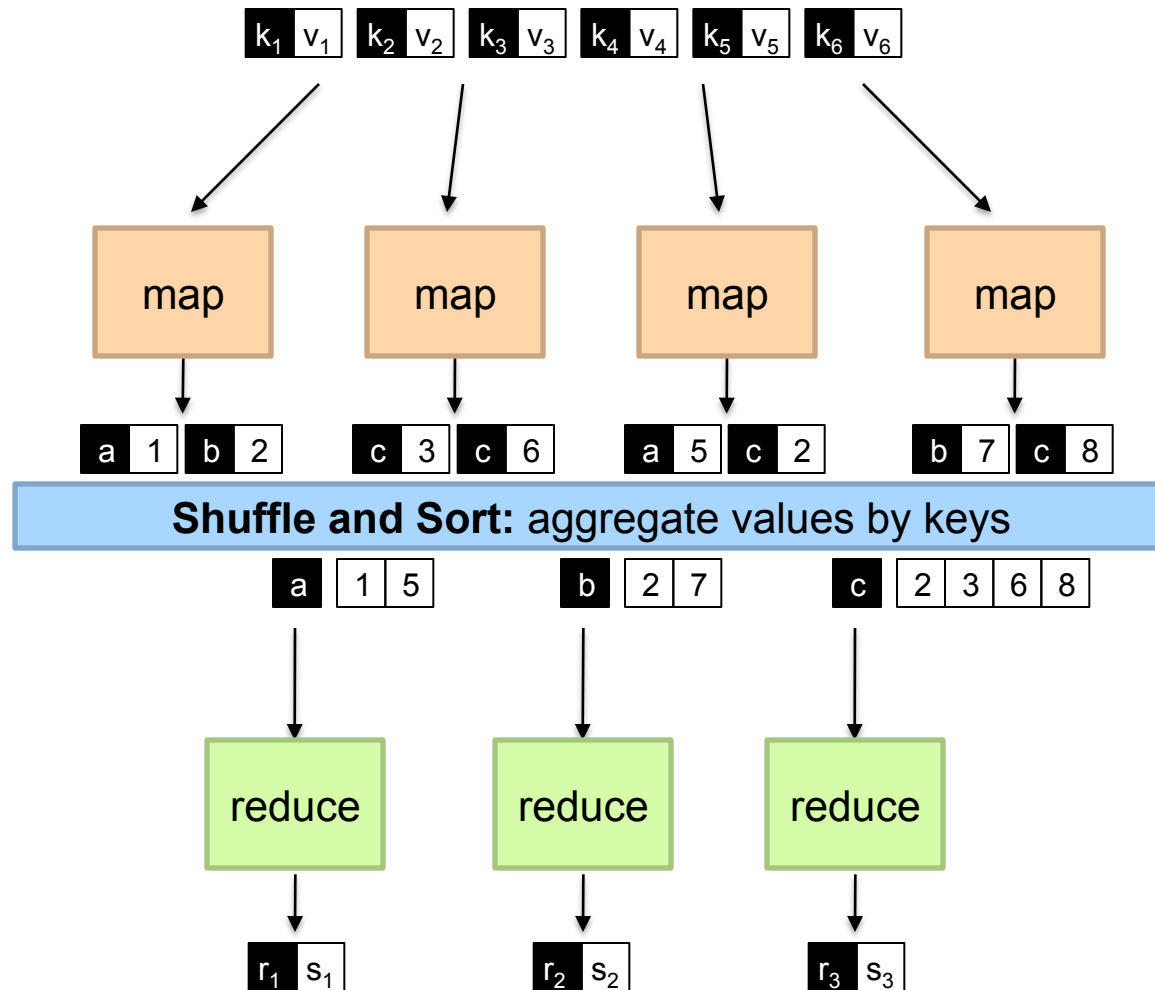 k₁ v₁ k₂ v₂ k₃ v₃ k₄ v₄ k₅ v₅ k₆ v₆
map map map map
a 1 b 2 c 3 c 6 a 5 c 2 b 7 c 8
Shuffle and Sort: aggregate values by keys
a 1 5 b 2 7 c 2 3 6 8
reduce reduce reduce
r₁ s₁ r₂ s₂ r₃ s₃